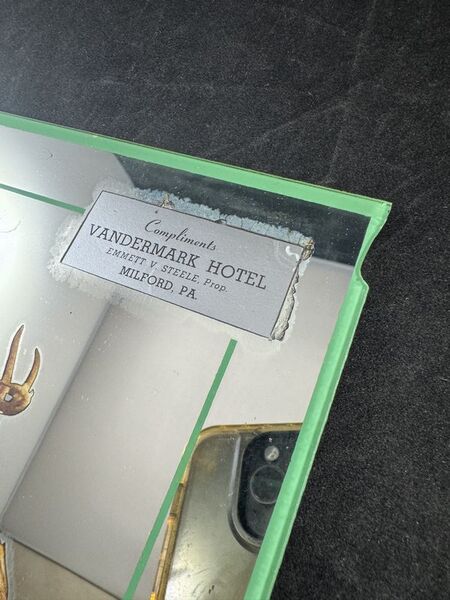 Compliments
VANDERMARK HOTEL
EMMETT V. STEELE, Prop.
MILFORD, PA.